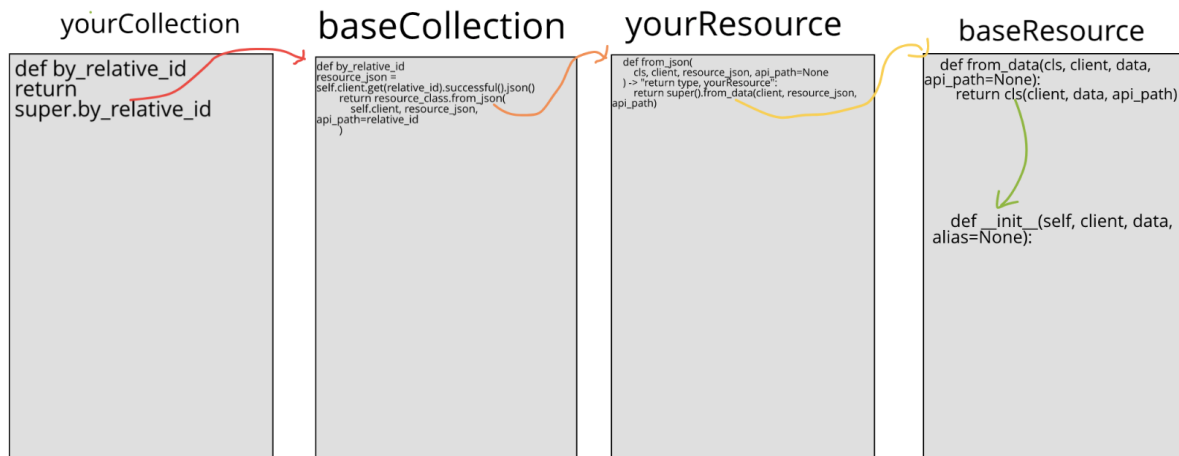 yourCollection
def by_relative_id
return
super.by_relative_id
baseCollection
def by_relative_id
resource_json =
self.client.get(relative_id).successful().json()
return resource_class.from_json(
self.client, resource_json,
api_path=relative_id
)
yourResource
def from_json(
cls, client, resource_json, api_path=None
) -> "return type, yourResource":
return super().from_data(client, resource_json,
api_path)
baseResource
def from_data(cls, client, data,
api_path=None):
return cls(client, data, api_path)
def __init__(self, client, data,
alias=None):